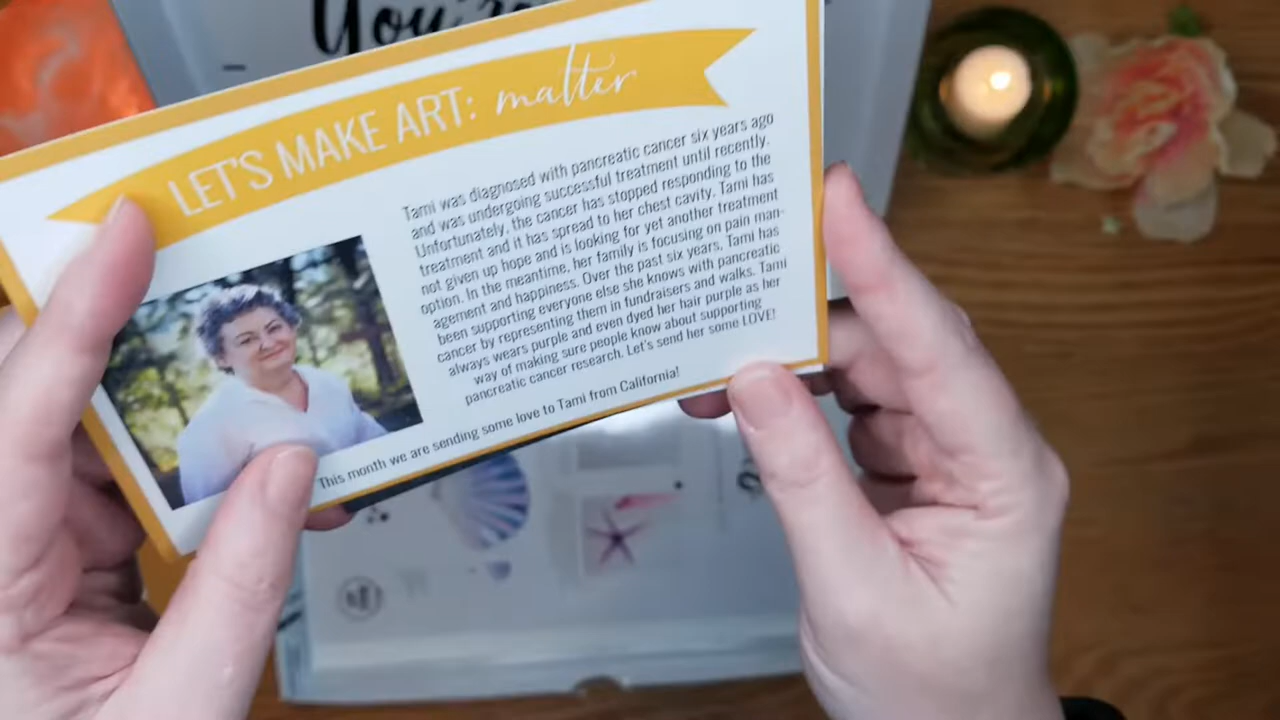 You're
LET'S MAKE ART: matter
Tami was diagnosed with pancreatic cancer six years ago
and was undergoing successful treatment until recently.
Unfortunately, the cancer has stopped responding to the
treatment and it has spread to her chest cavity. Tami has
not given up hope and is looking for yet another treatment
option. In the meantime, her family is focusing on pain man-
agement and happiness. Over the past six years, Tami has
been supporting everyone else she knows with pancreatic
cancer by representing them in fundraisers and walks. Tami
always wears purple and even dyed her hair purple as her
way of making sure people know about supporting
pancreatic cancer research. Let's send her some LOVE!
This month we are sending some love to Tami from California!